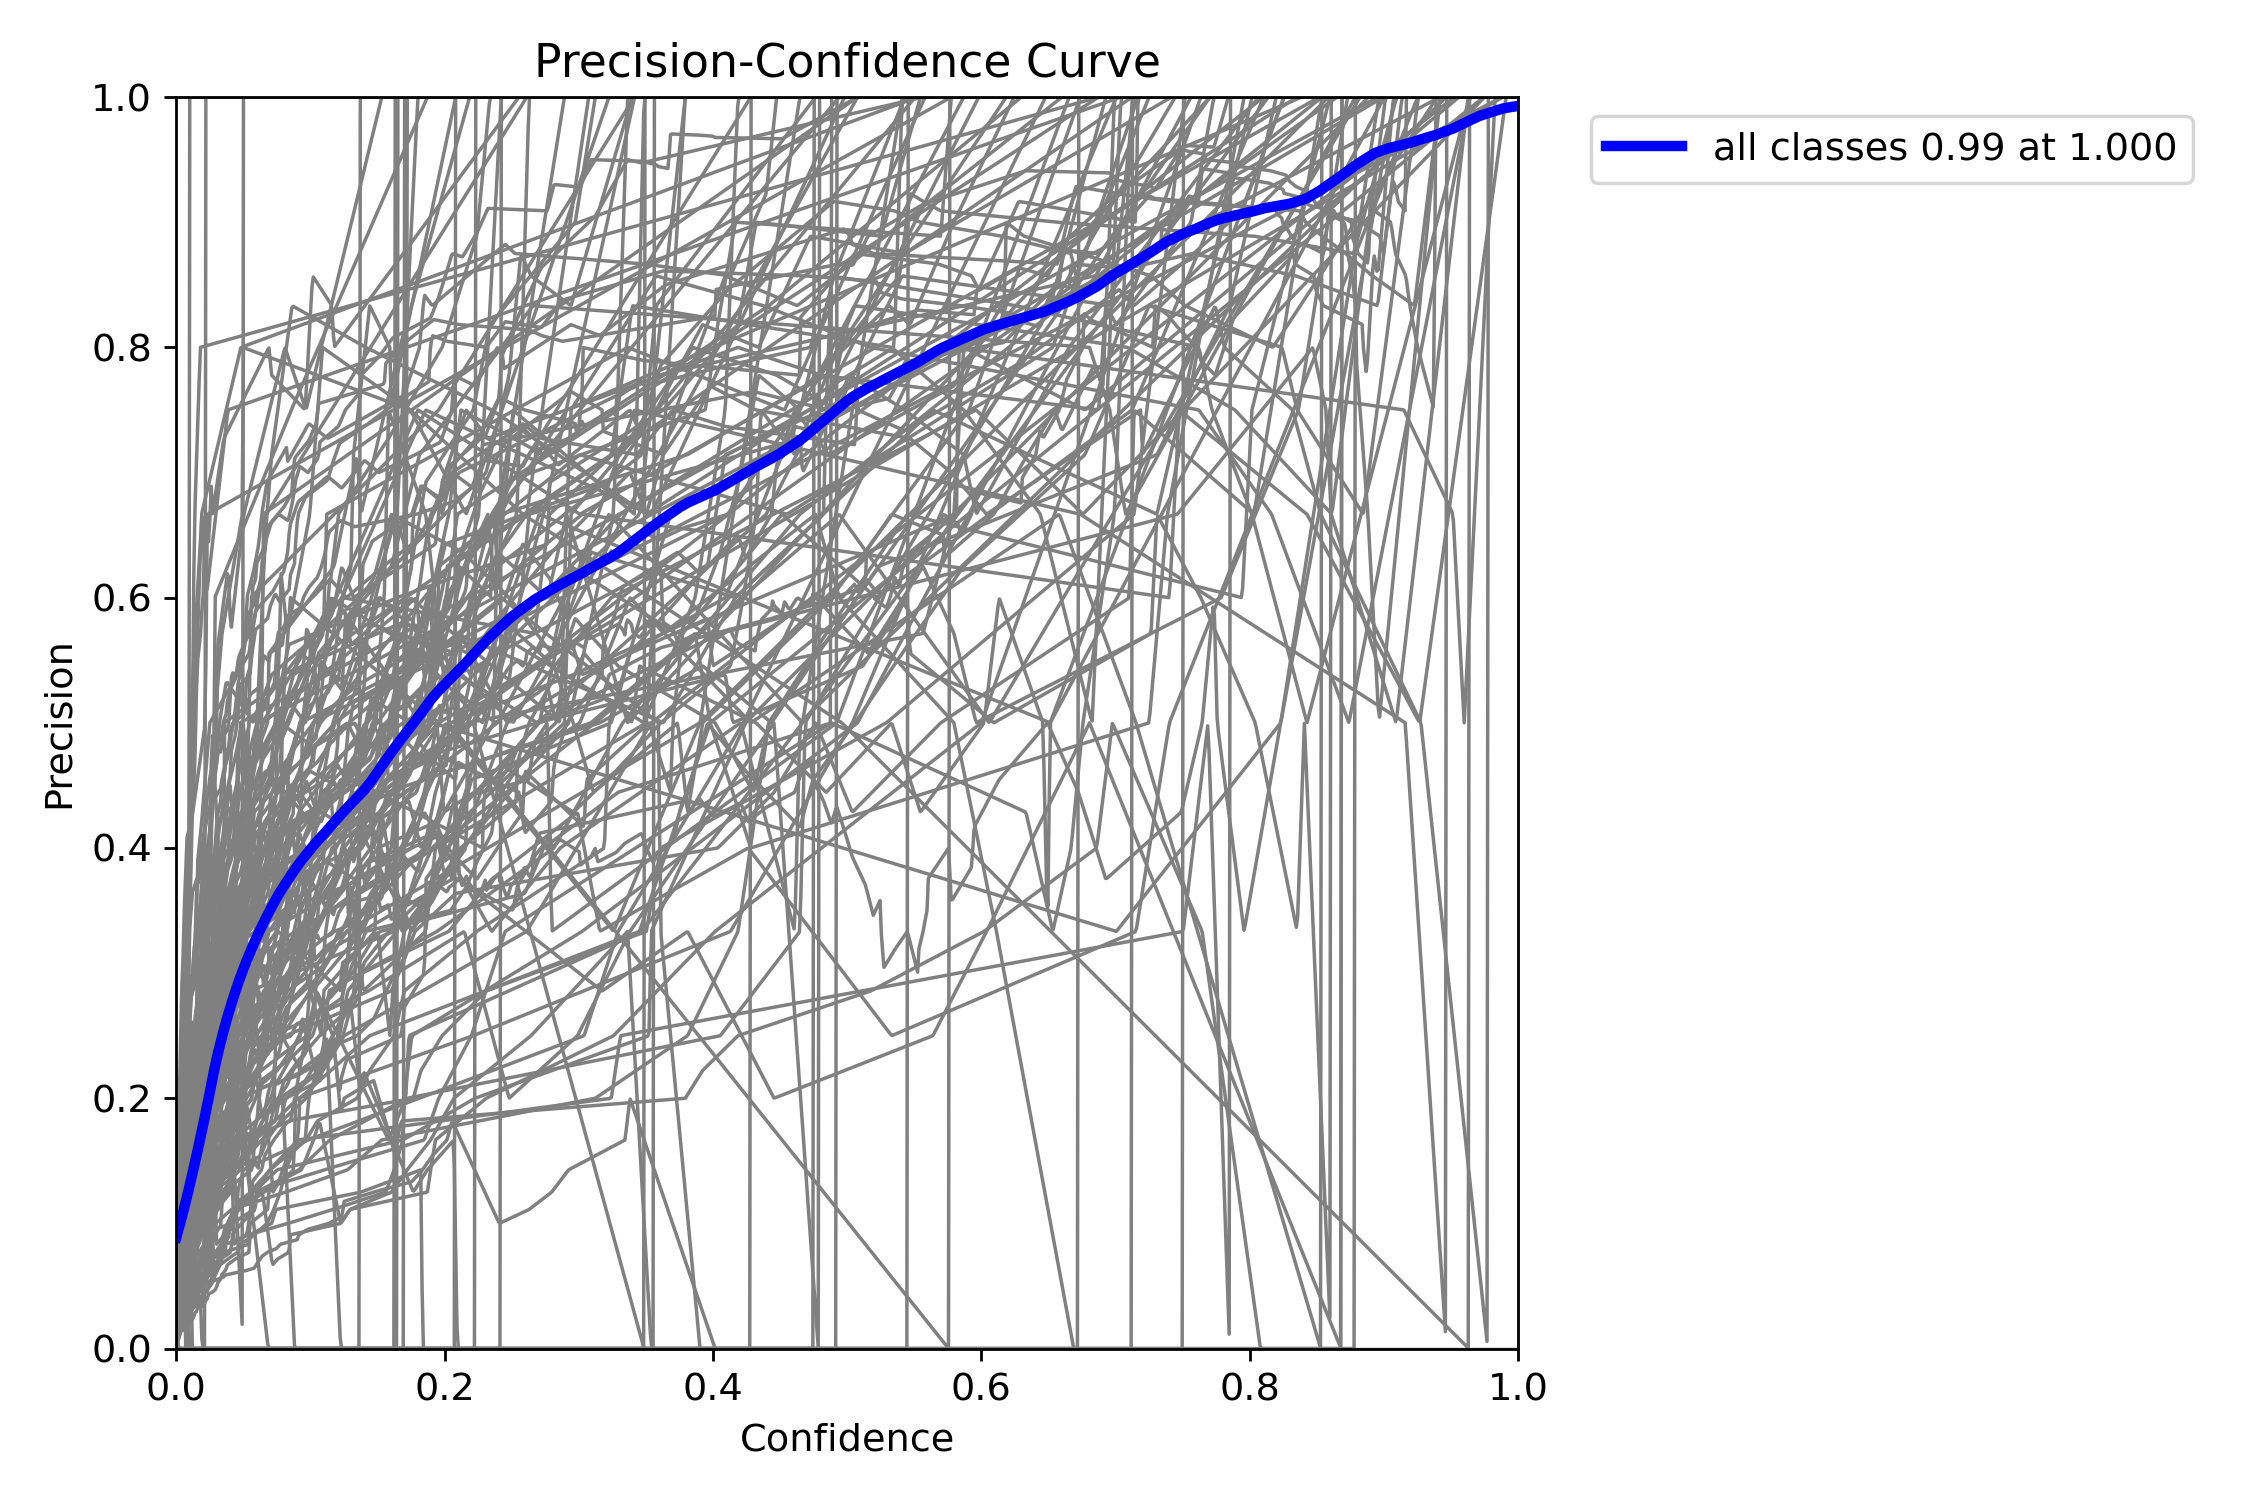 Precision-Confidence Curve
all classes 0.99 at 1.000
Precision
1.0
0.8
0.6
0.4
0.2
0.0
0.0 0.2 0.4 0.6 0.8 1.0
Confidence